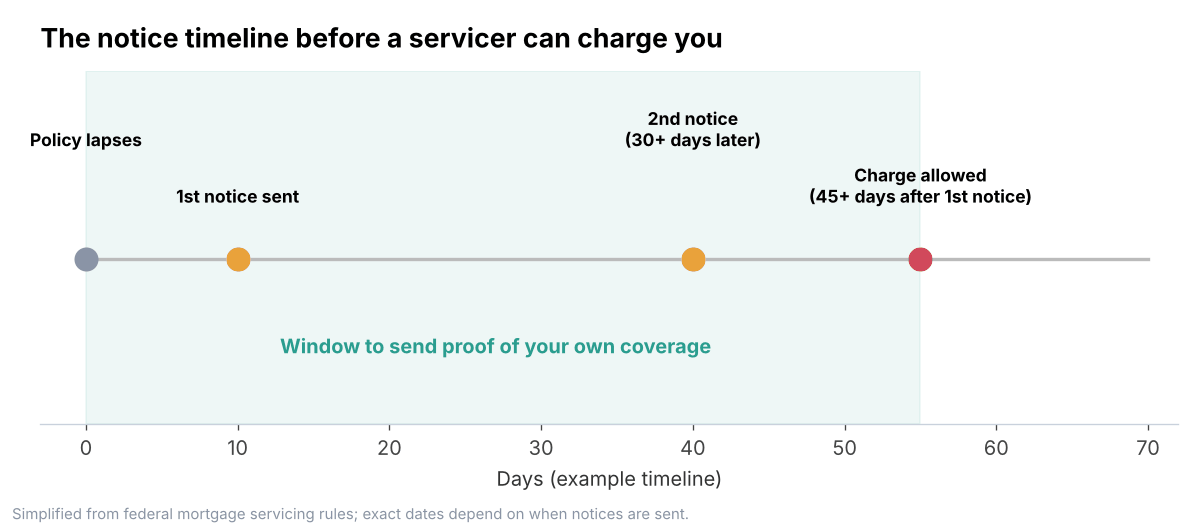 The notice timeline before a servicer can charge you
2nd notice
(30+ days later)
Policy lapses
Charge allowed
(45+ days after 1st notice)
1st notice sent
Window to send proof of your own coverage
0 10 20 30 40 50 60 70
Days (example timeline)
Simplified from federal mortgage servicing rules; exact dates depend on when notices are sent.